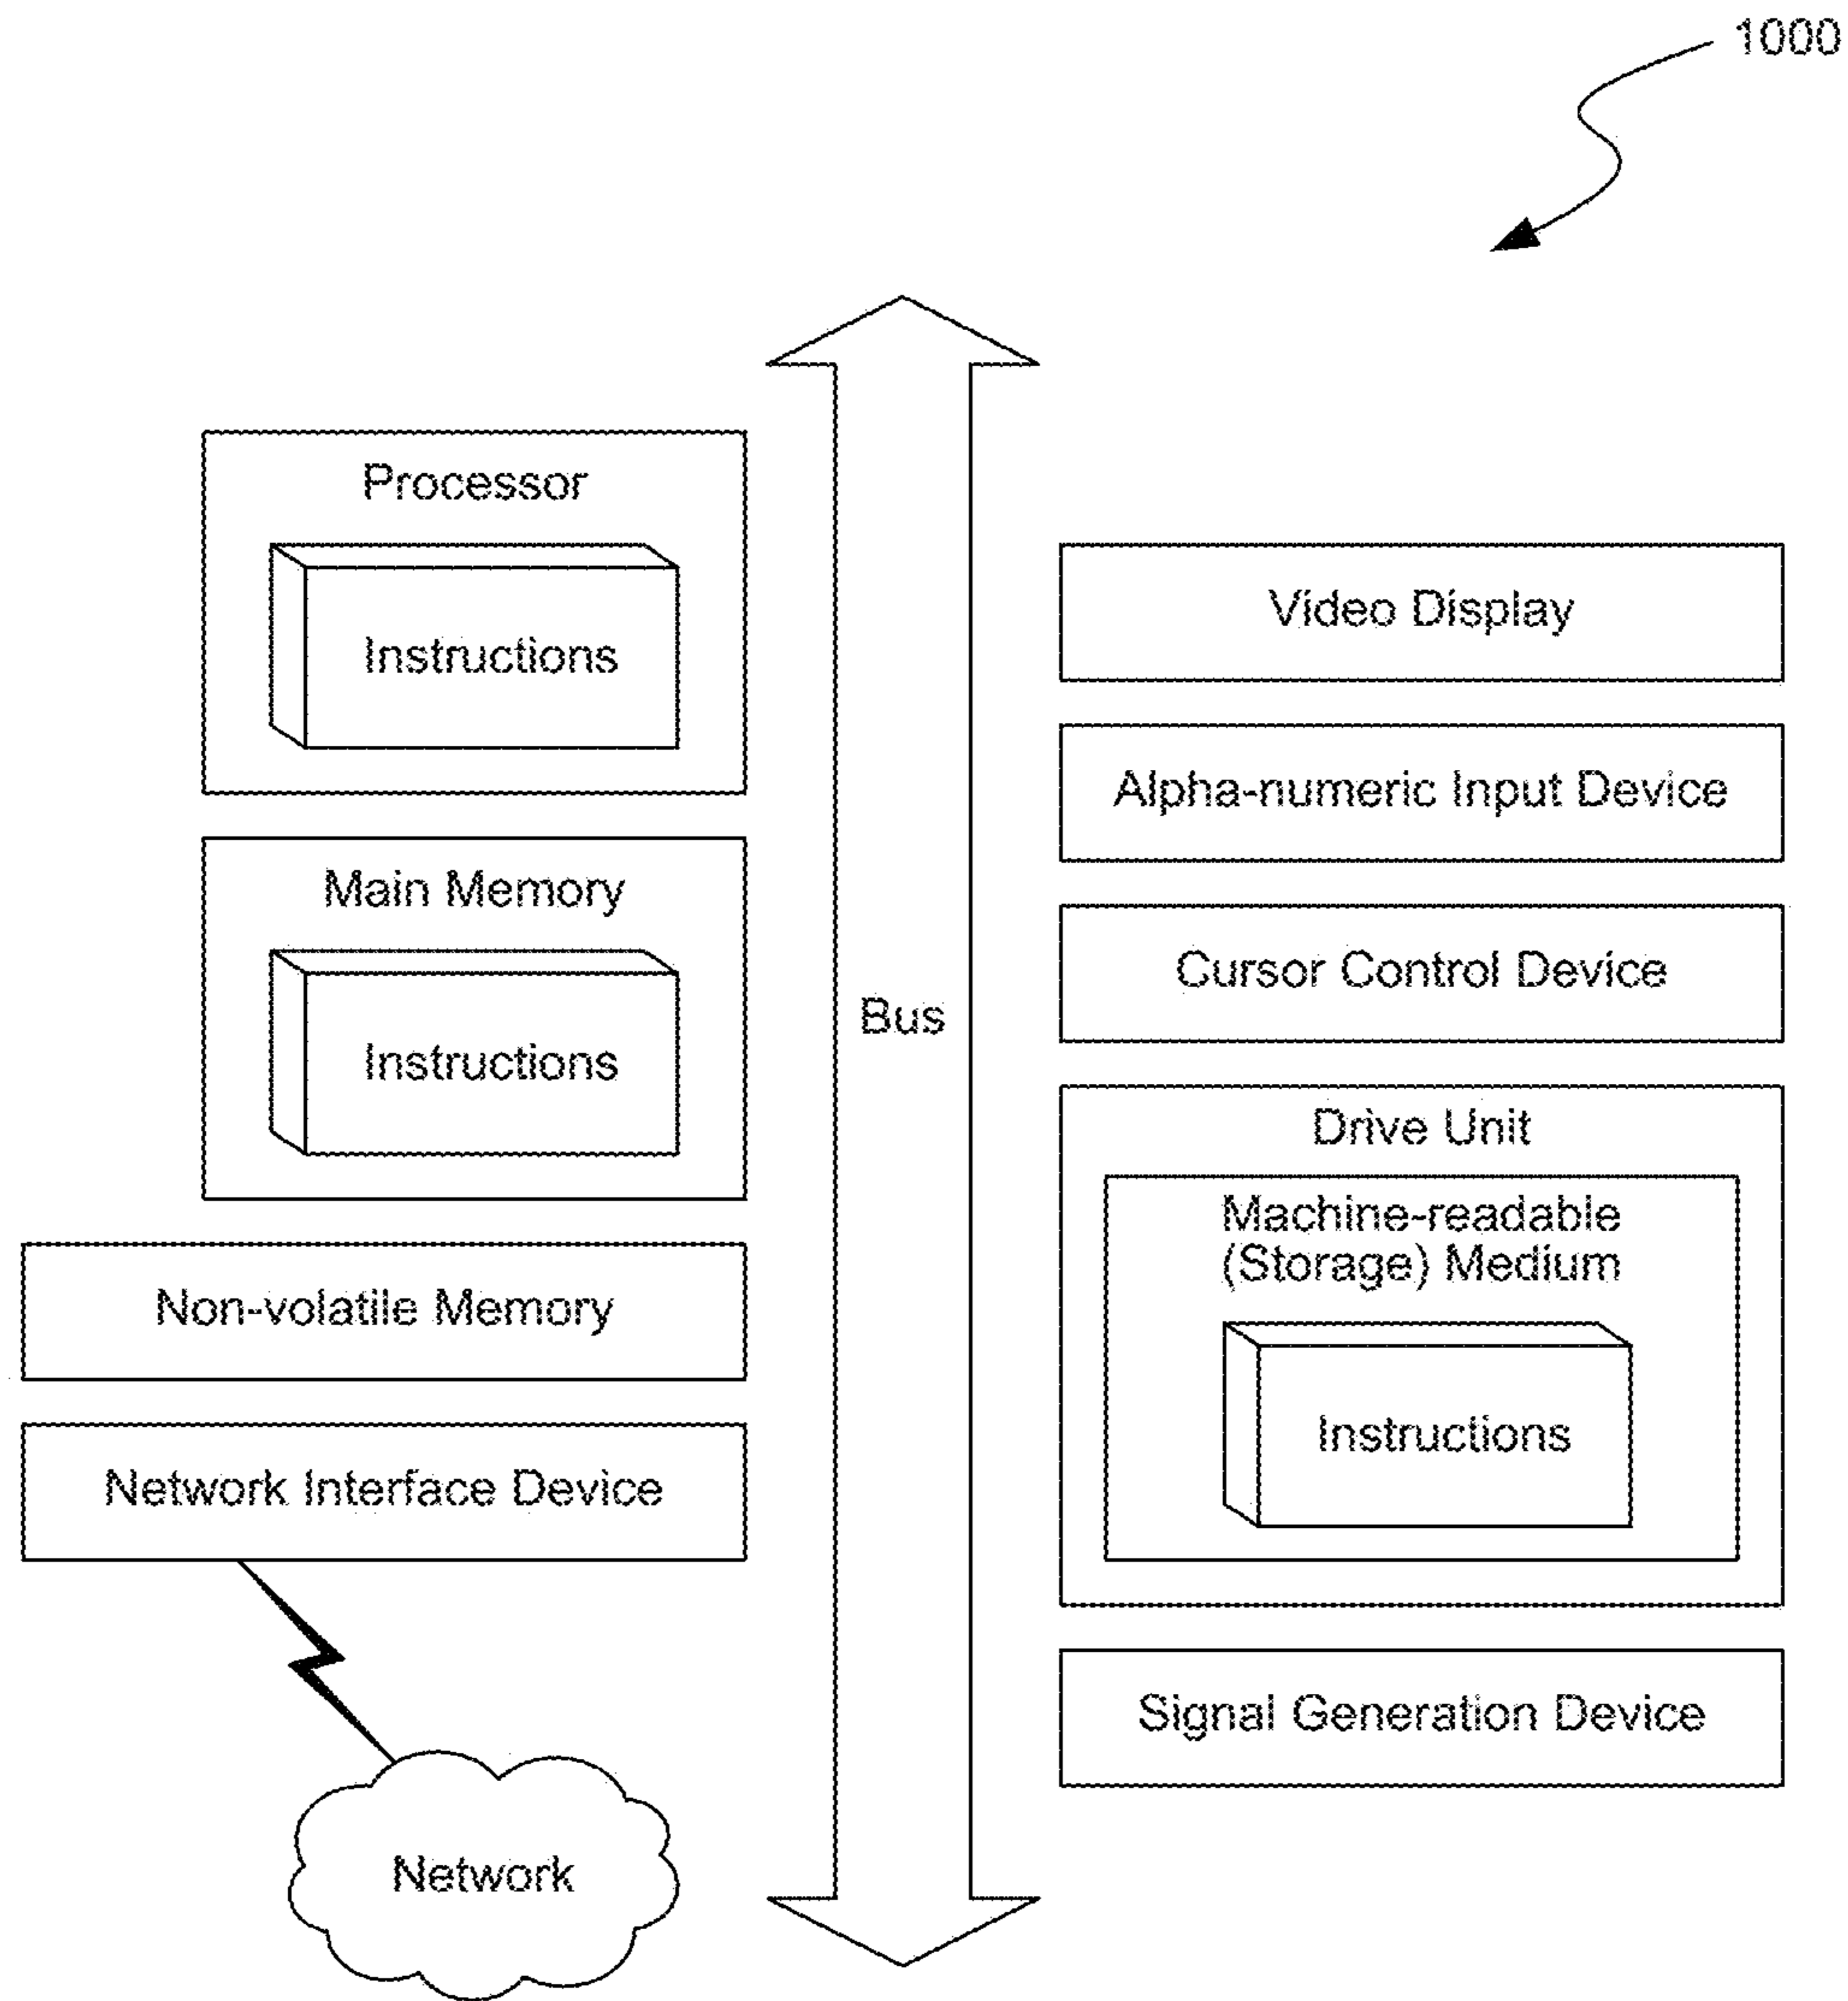 1000
Processor
Instructions
Main Memory
Instructions
Non-volatile Memory
Network Interface Device
Network
Bus
Video Display
Alpha-numeric Input Device
Cursor Control Device
Drive Unit
Machine-readable
(Storage) Medium
Instructions
Signal Generation Device